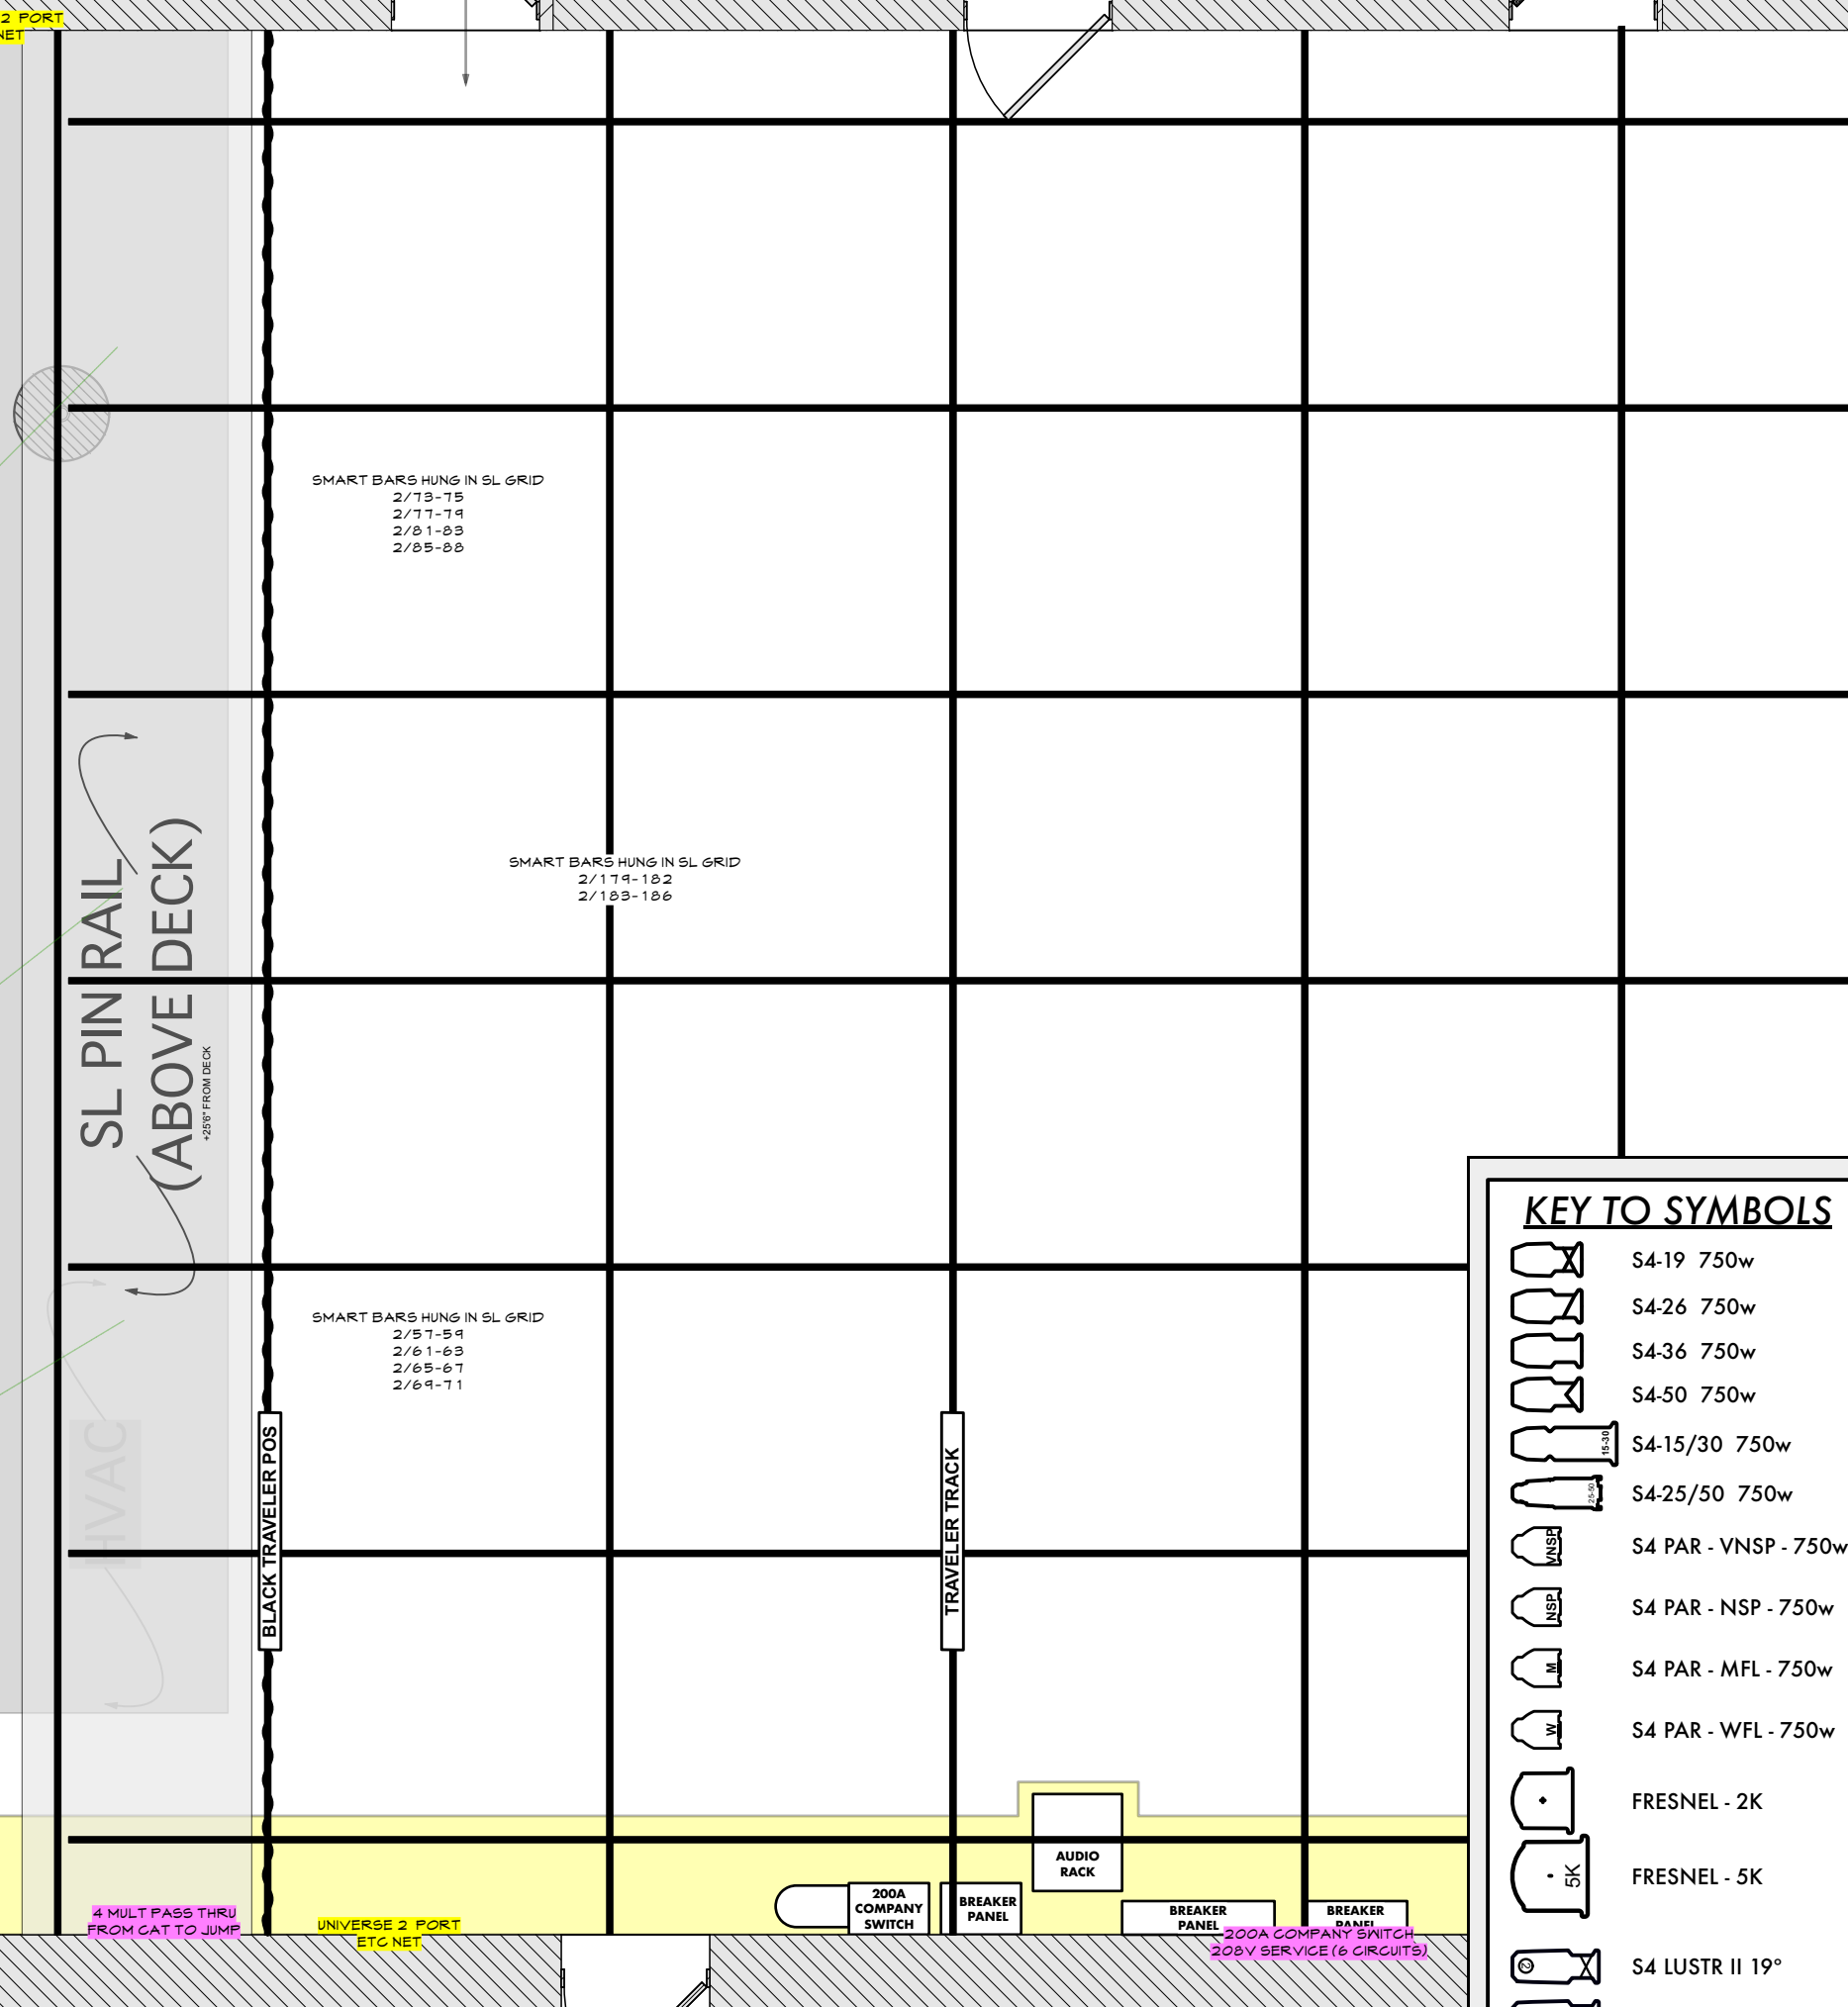 2 PORT
NET
SMART BARS HUNG IN SL GRID
2/73-75
2/77-79
2/81-83
2/85-88
SMART BARS HUNG IN SL GRID
2/179-182
2/183-186
SL PIN RAIL
(ABOVE DECK)
+25'6" FROM DECK
SMART BARS HUNG IN SL GRID
2/57-59
2/61-63
2/65-67
2/69-71
HVAC
BLACK TRAVELER POS
TRAVELER TRACK
AUDIO
RACK
200A
COMPANY
SWITCH
BREAKER
PANEL
BREAKER
PANEL
BREAKER
PANEL
4 MULT PASS THRU
FROM CAT TO JUMP
UNIVERSE 2 PORT
ETC NET
200A COMPANY SWITCH
208V SERVICE (6 CIRCUITS)
KEY TO SYMBOLS
S4-19 750w
S4-26 750w
S4-36 750w
S4-50 750w
15-30 S4-15/30 750w
25-50 S4-25/50 750w
VNSP S4 PAR - VNSP - 750w
NSP S4 PAR - NSP - 750w
M S4 PAR - MFL - 750w
W S4 PAR - WFL - 750w
FRESNEL - 2K
5K FRESNEL - 5K
2 S4 LUSTR II 19°